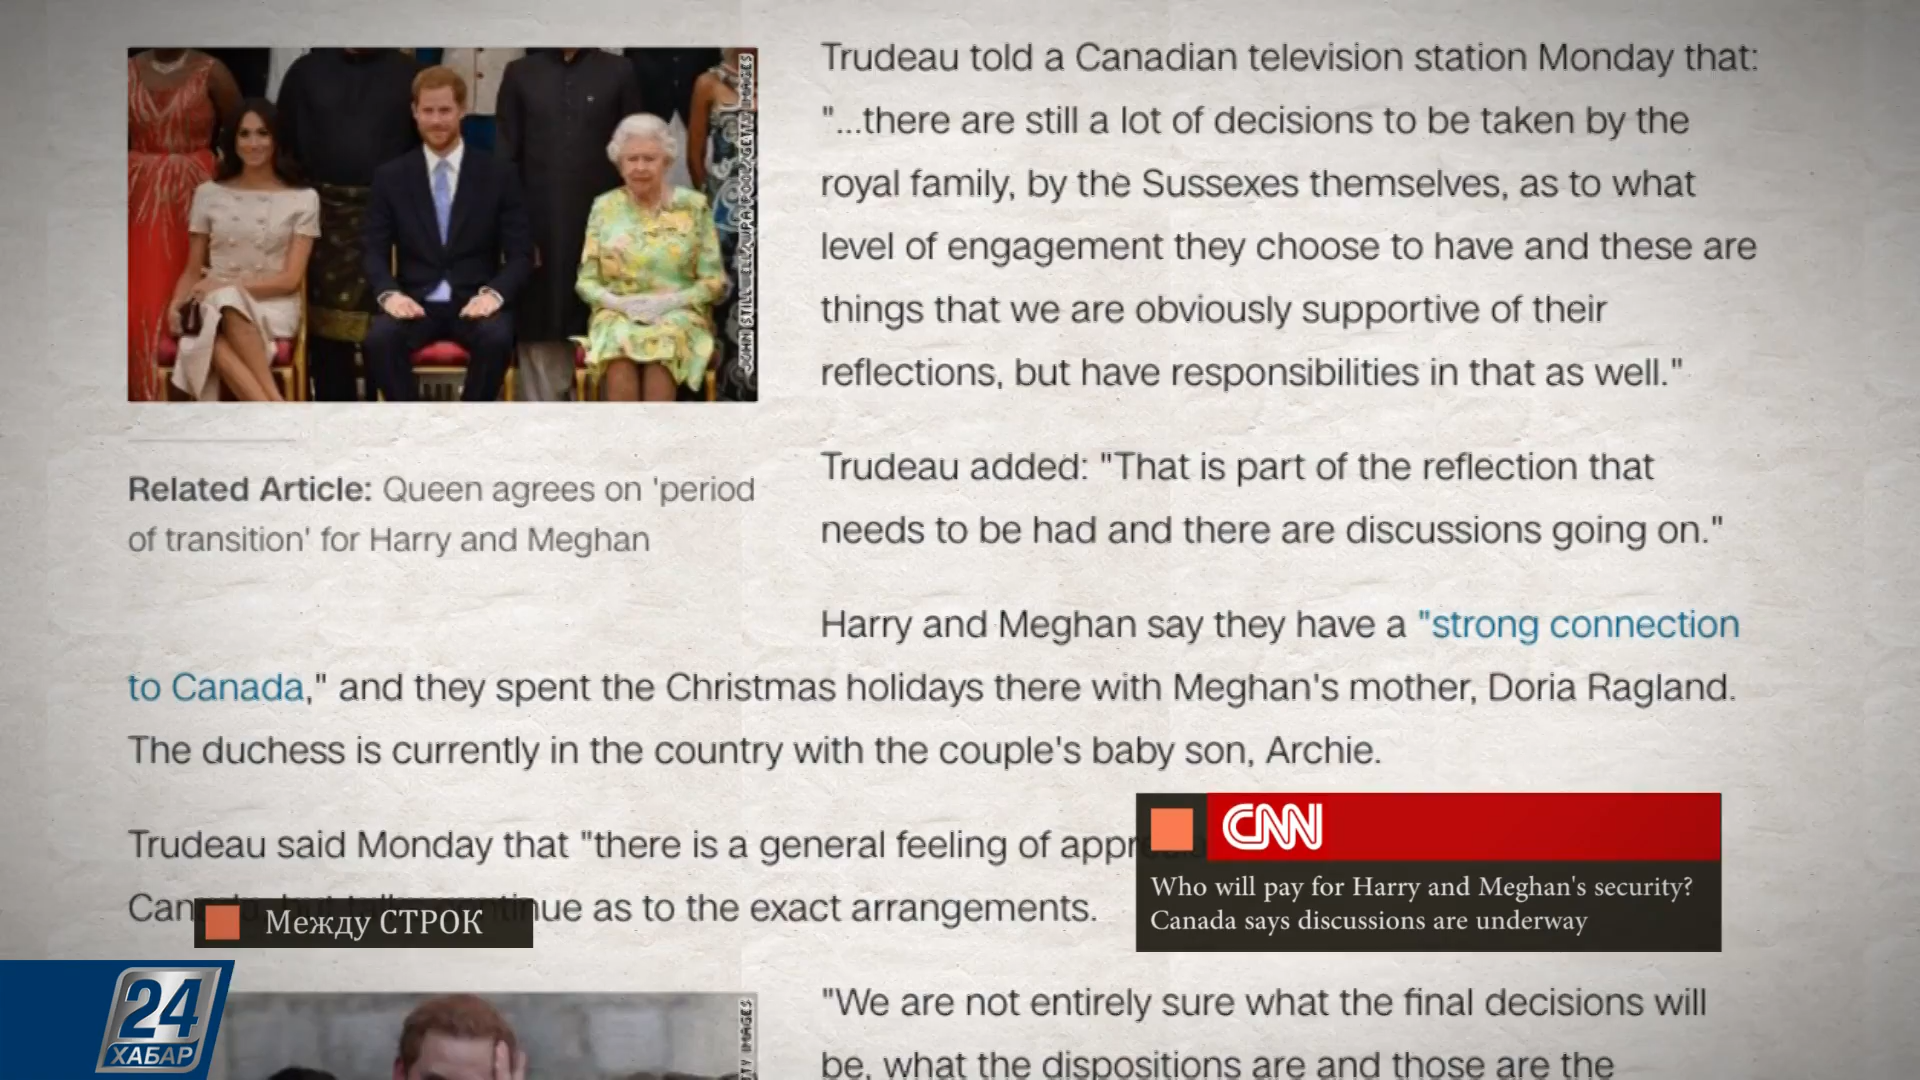 Trudeau told a Canadian television station Monday that:
"...there are still a lot of decisions to be taken by the
royal family, by the Sussexes themselves, as to what
level of engagement they choose to have and these are
things that we are obviously supportive of their
reflections, but have responsibilities in that as well."
Related Article: Queen agrees on 'period
of transition' for Harry and Meghan
Trudeau added: "That is part of the reflection that
needs to be had and there are discussions going on."
Harry and Meghan say they have a "strong connection
to Canada," and they spent the Christmas holidays there with Meghan's mother, Doria Ragland.
The duchess is currently in the country with the couple's baby son, Archie.
Trudeau said Monday that "there is a general feeling of
Canada, but talks continue as to the exact arrangements.
CNN
Who will pay for Harry and Meghan's security?
Canada says discussions are underway
Между СТРОК
24
ХАБАР
"We are not entirely sure what the final decisions will
be, what the dispositions are and those are the